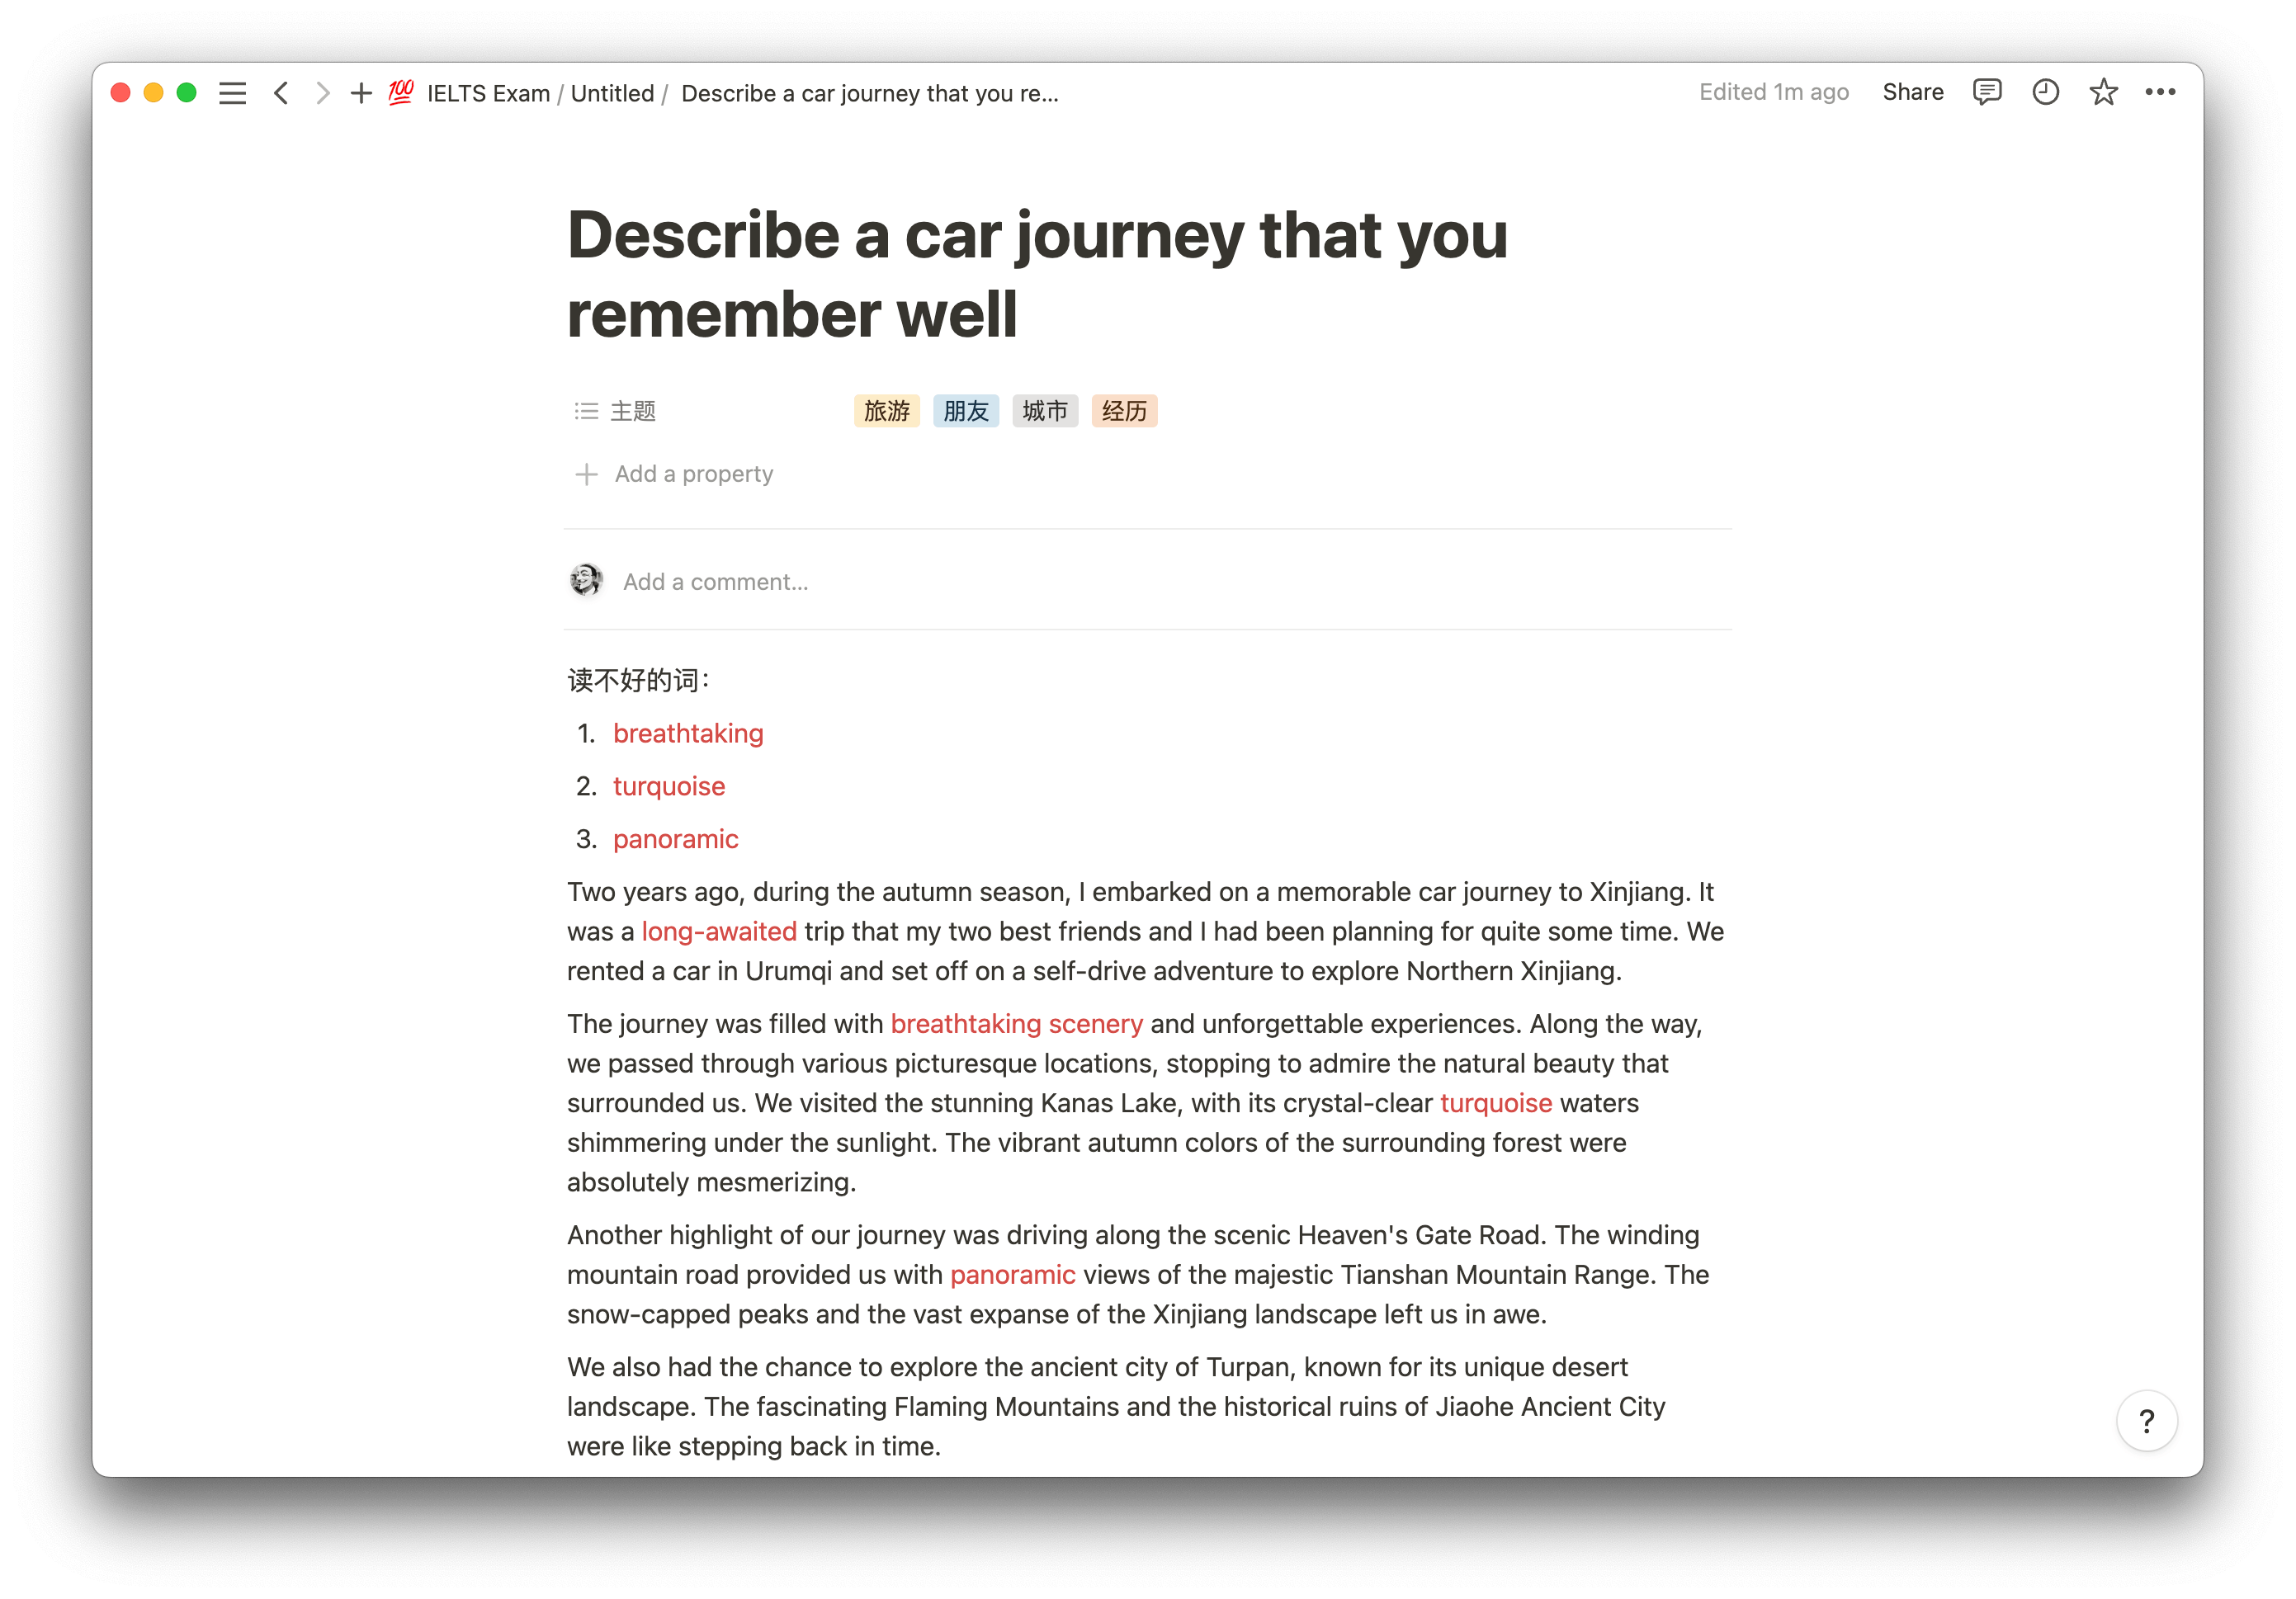 💯 IELTS Exam / Untitled / Describe a car journey that you re...
Edited 1m ago Share
Describe a car journey that you
remember well
主题 旅游 朋友 城市 经历
Add a property
Add a comment...
读不好的词：
1. breathtaking
2. turquoise
3. panoramic
Two years ago, during the autumn season, I embarked on a memorable car journey to Xinjiang. It
was a long-awaited trip that my two best friends and I had been planning for quite some time. We
rented a car in Urumqi and set off on a self-drive adventure to explore Northern Xinjiang.
The journey was filled with breathtaking scenery and unforgettable experiences. Along the way,
we passed through various picturesque locations, stopping to admire the natural beauty that
surrounded us. We visited the stunning Kanas Lake, with its crystal-clear turquoise waters
shimmering under the sunlight. The vibrant autumn colors of the surrounding forest were
absolutely mesmerizing.
Another highlight of our journey was driving along the scenic Heaven's Gate Road. The winding
mountain road provided us with panoramic views of the majestic Tianshan Mountain Range. The
snow-capped peaks and the vast expanse of the Xinjiang landscape left us in awe.
We also had the chance to explore the ancient city of Turpan, known for its unique desert
landscape. The fascinating Flaming Mountains and the historical ruins of Jiaohe Ancient City
were like stepping back in time.
?